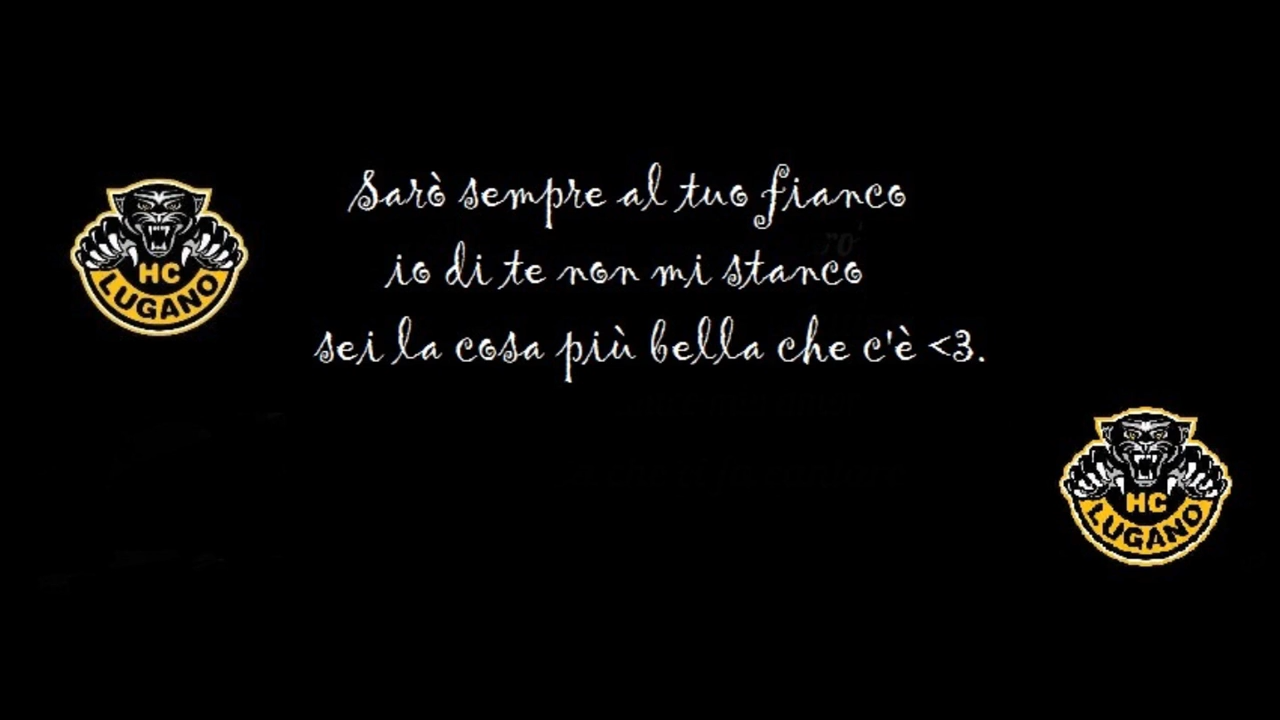 Sarò sempre al tuo fianco
io di te non mi stanco
sei la cosa più bella che c'è <3.
HC
LUGANO
HC
LUGANO